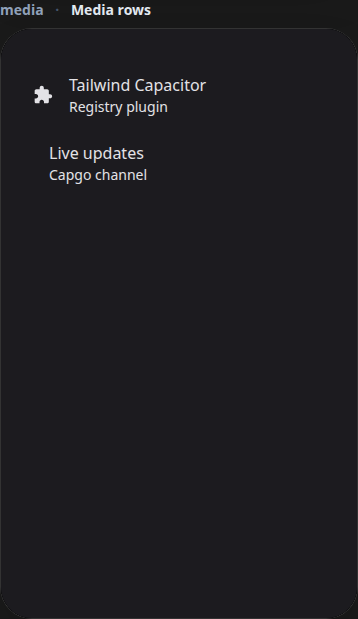 media · Media rows
Tailwind Capacitor
Registry plugin
Live updates
Capgo channel